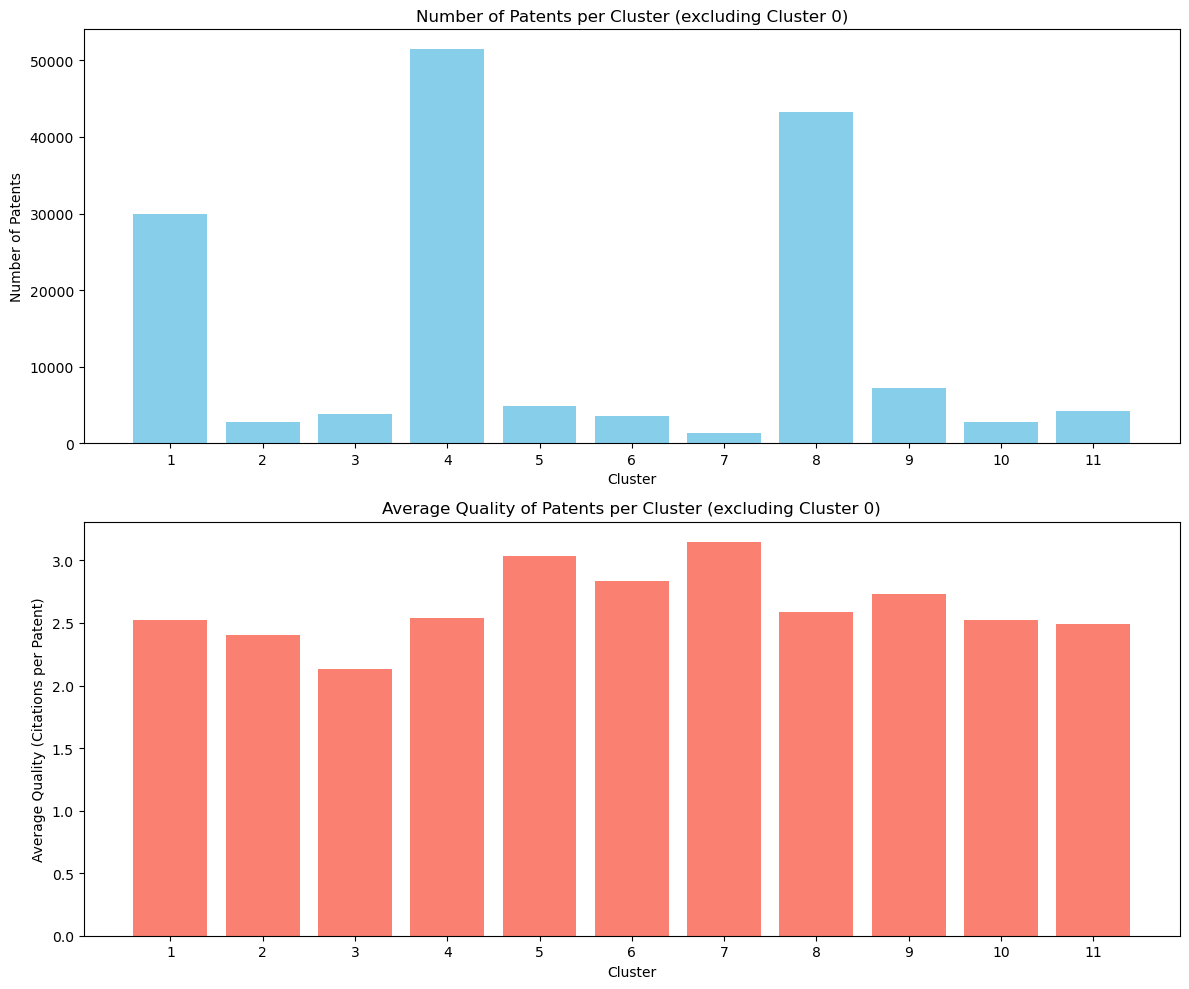 Number of Patents per Cluster (excluding Cluster 0)
Number of Patents
50000
40000
30000
20000
10000
0
1 2 3 4 5 6 7 8 9 10 11
Cluster
Average Quality of Patents per Cluster (excluding Cluster 0)
Average Quality (Citations per Patent)
3.0
2.5
2.0
1.5
1.0
0.5
0.0
1 2 3 4 5 6 7 8 9 10 11
Cluster